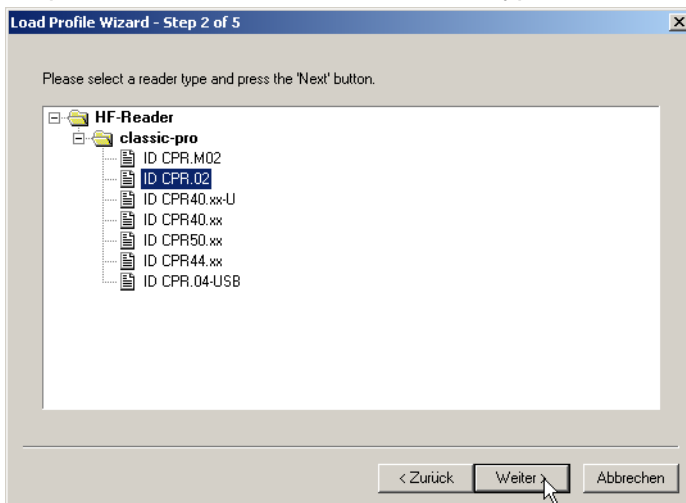 Load Profile Wizard - Step 2 of 5
Please select a reader type and press the 'Next' button.
HF-Reader
classic-pro
ID CPR.M02
ID CPR.02
ID CPR40.xx-U
ID CPR40.xx
ID CPR50.xx
ID CPR44.xx
ID CPR.04-USB
< Zurück Weiter > Abbrechen